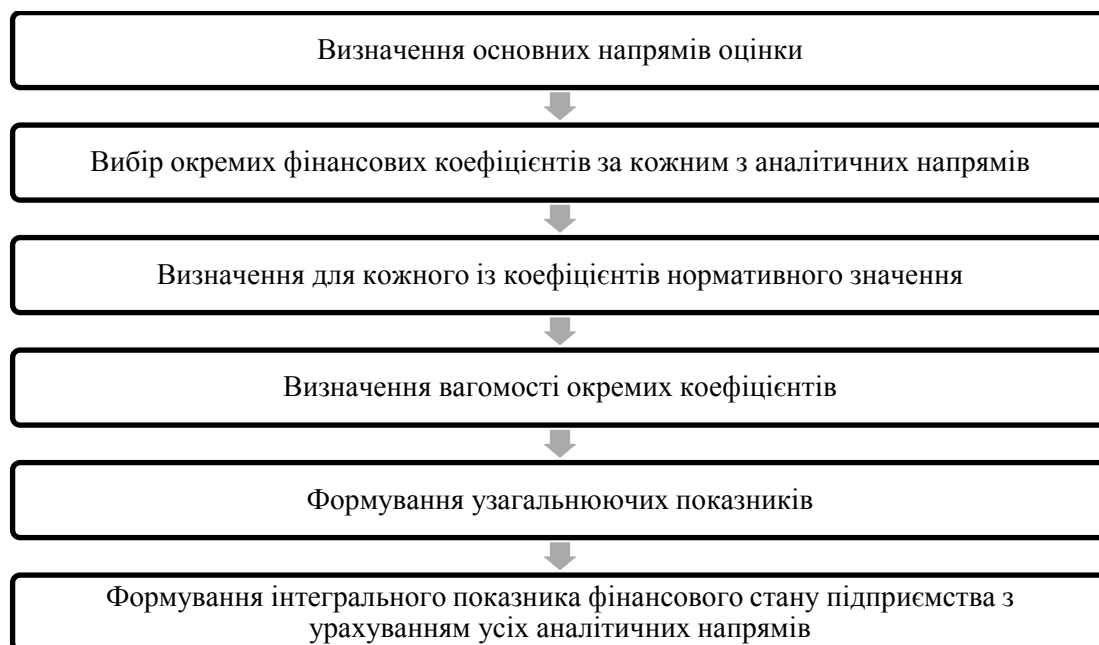 Визначення основних напрямів оцінки
Вибір окремих фінансових коефіцієнтів за кожним з аналітичних напрямів
Визначення для кожного із коефіцієнтів нормативного значення
Визначення вагомості окремих коефіцієнтів
Формування узагальнюючих показників
Формування інтегрального показника фінансового стану підприємства з
урахуванням усіх аналітичних напрямів